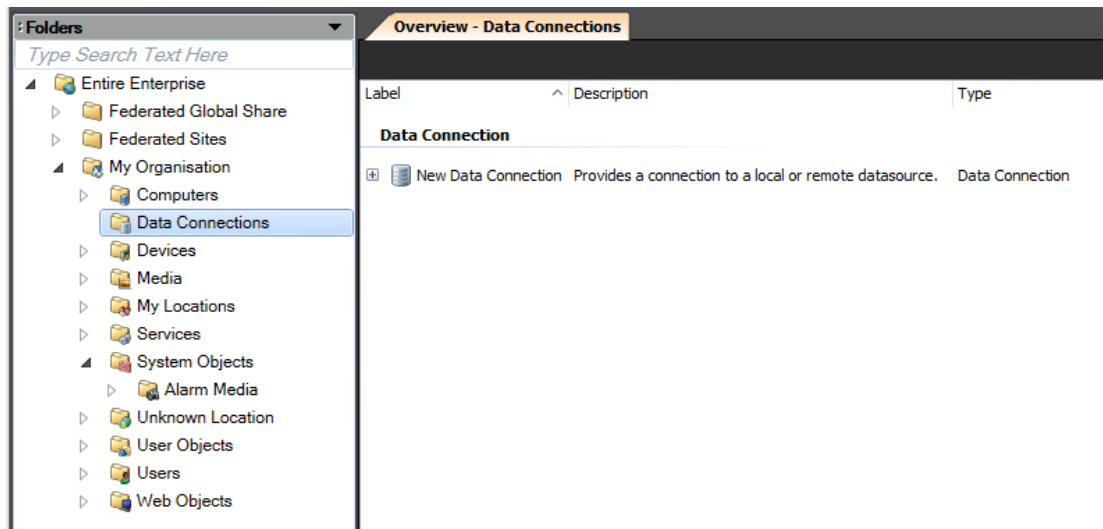 Folders
Type Search Text Here
Entire Enterprise
Federated Global Share
Federated Sites
My Organisation
Computers
Data Connections
Devices
Media
My Locations
Services
System Objects
Alarm Media
Unknown Location
User Objects
Users
Web Objects
Overview - Data Connections
Label Description Type
Data Connection
New Data Connection Provides a connection to a local or remote datasource. Data Connection